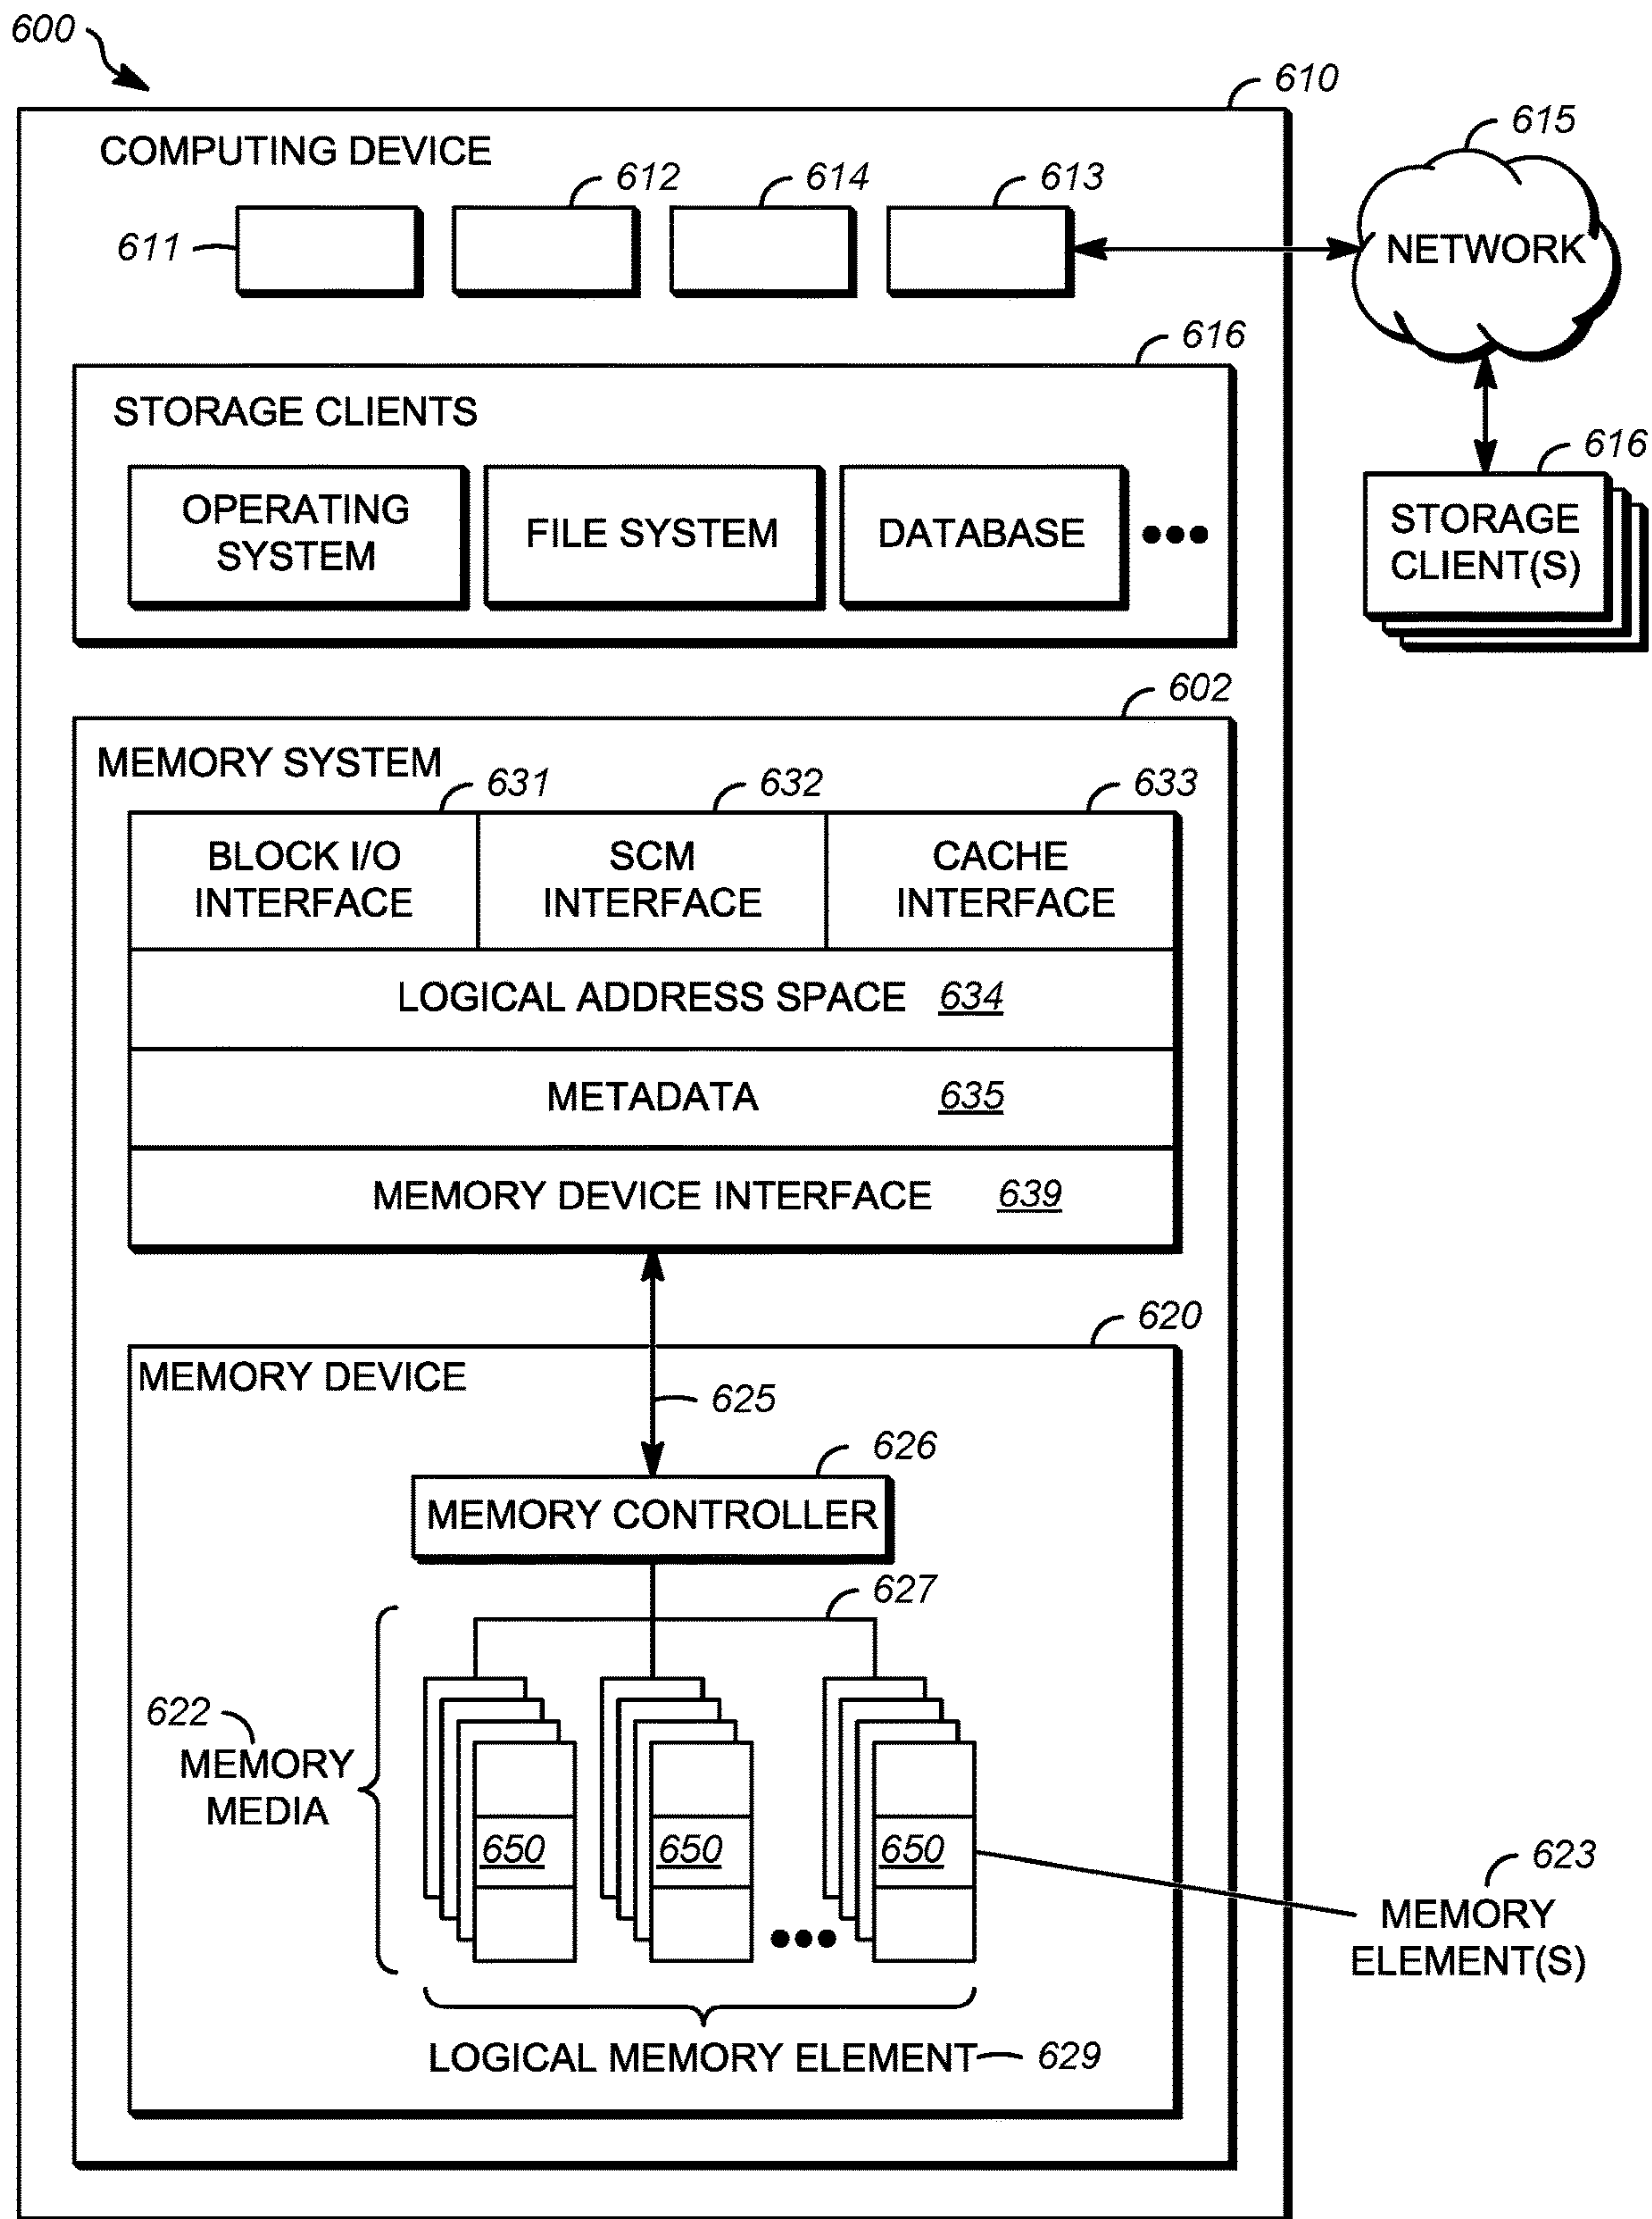 600
610
COMPUTING DEVICE
615
612
614
613
611
NETWORK
616
STORAGE CLIENTS
616
OPERATING
SYSTEM
FILE SYSTEM
DATABASE
STORAGE
CLIENT(S)
602
MEMORY SYSTEM
631
632
633
BLOCK I/O
INTERFACE
SCM
INTERFACE
CACHE
INTERFACE
LOGICAL ADDRESS SPACE 634
METADATA 635
MEMORY DEVICE INTERFACE 639
620
MEMORY DEVICE
625
626
MEMORY CONTROLLER
627
622
MEMORY
MEDIA
650 650 650
623
MEMORY
ELEMENT(S)
LOGICAL MEMORY ELEMENT 629